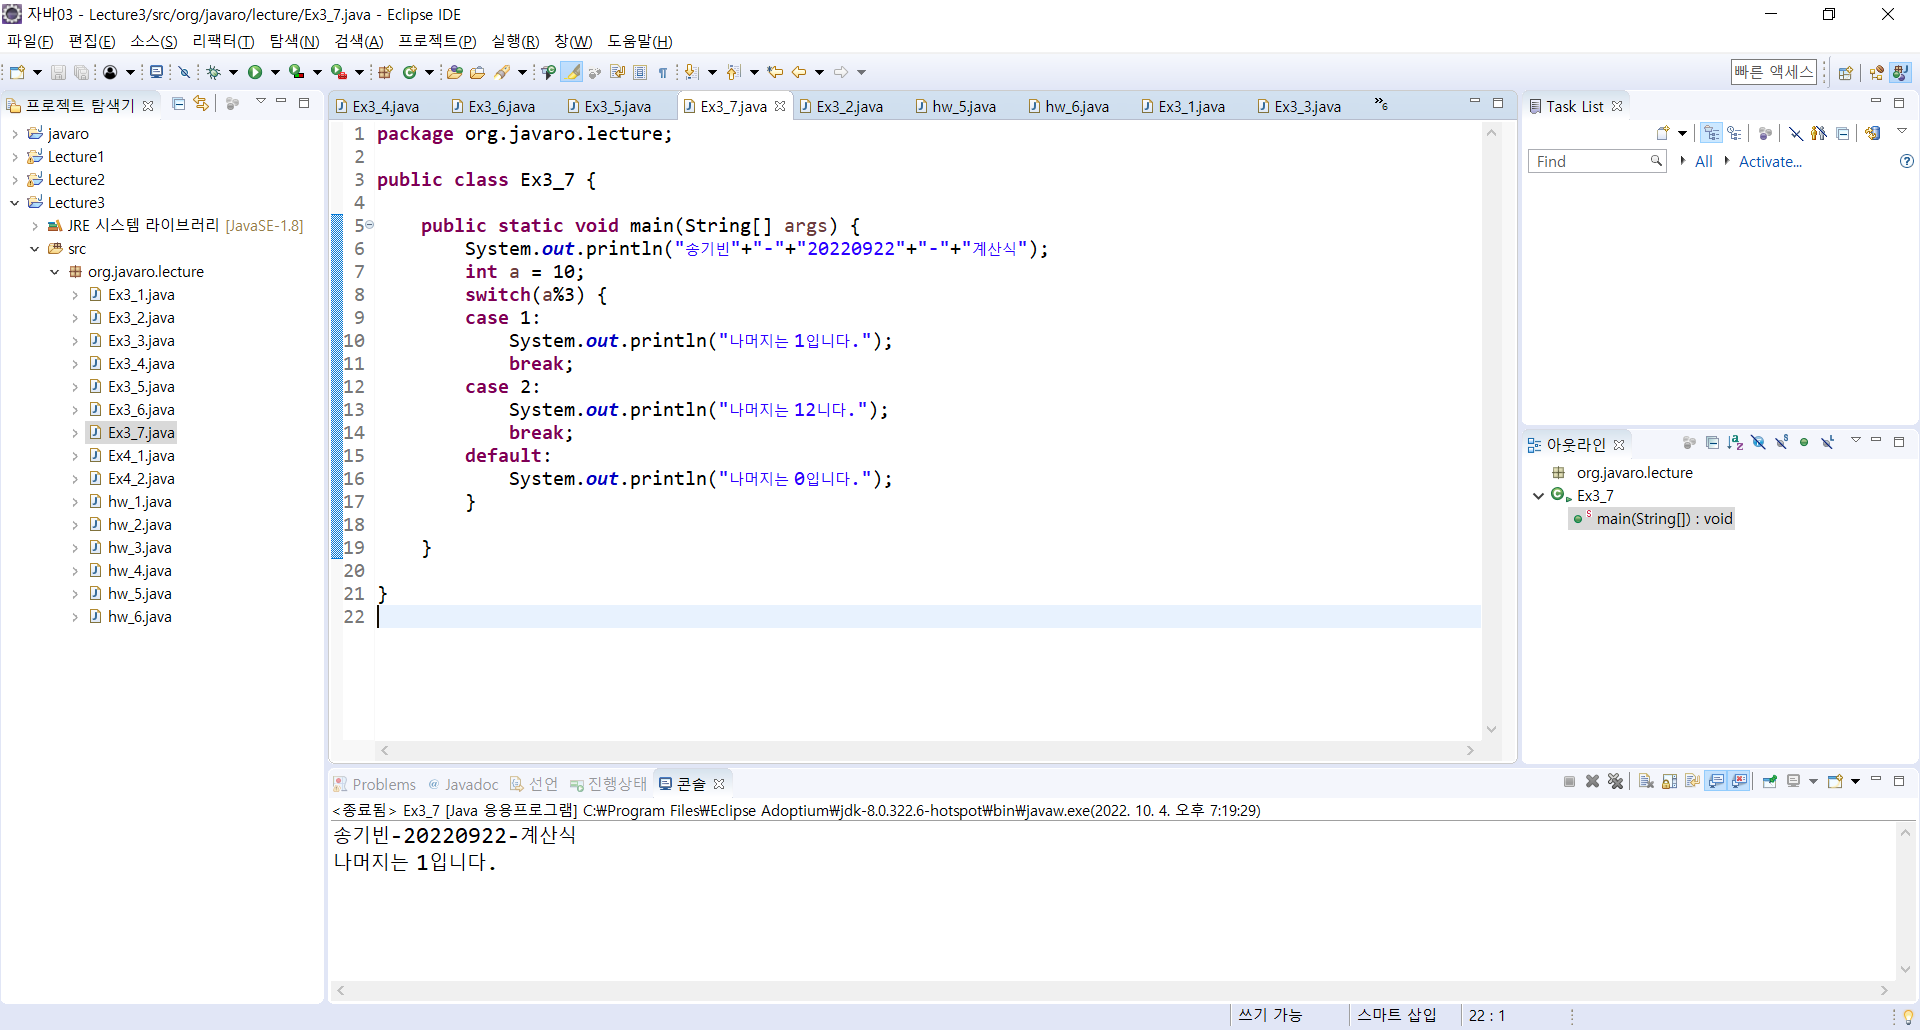 자바03 - Lecture3/src/org/javaro/lecture/Ex3_7.java - Eclipse IDE
파일(F) 편집(E) 소스(S) 리팩터(T) 탐색(N) 검색(A) 프로젝트(P) 실행(R) 창(W) 도움말(H)
빠른 액세스
프로젝트 탐색기
javaro
Lecture1
Lecture2
Lecture3
JRE 시스템 라이브러리 [JavaSE-1.8]
src
org.javaro.lecture
Ex3_1.java
Ex3_2.java
Ex3_3.java
Ex3_4.java
Ex3_5.java
Ex3_6.java
Ex3_7.java
Ex4_1.java
Ex4_2.java
hw_1.java
hw_2.java
hw_3.java
hw_4.java
hw_5.java
hw_6.java
Ex3_4.java Ex3_6.java Ex3_5.java Ex3_7.java Ex3_2.java hw_5.java hw_6.java Ex3_1.java Ex3_3.java »6
1 package org.javaro.lecture;
2
3 public class Ex3_7 {
4
5 public static void main(String[] args) {
6 System.out.println("송기빈"+"-"+"20220922"+"-"+"계산식");
7 int a = 10;
8 switch(a%3) {
9 case 1:
10 System.out.println("나머지는 1입니다.");
11 break;
12 case 2:
13 System.out.println("나머지는 12니다.");
14 break;
15 default:
16 System.out.println("나머지는 0입니다.");
17 }
18
19 }
20
21 }
22
Task List
Find All Activate...
아웃라인
org.javaro.lecture
Ex3_7
main(String[]) : void
Problems @ Javadoc 선언 진행상태 콘솔
<종료됨> Ex3_7 [Java 응용프로그램] C:₩Program Files₩Eclipse Adoptium₩jdk-8.0.322.6-hotspot₩bin₩javaw.exe(2022. 10. 4. 오후 7:19:29)
송기빈-20220922-계산식
나머지는 1입니다.
쓰기 가능 스마트 삽입 22 : 1